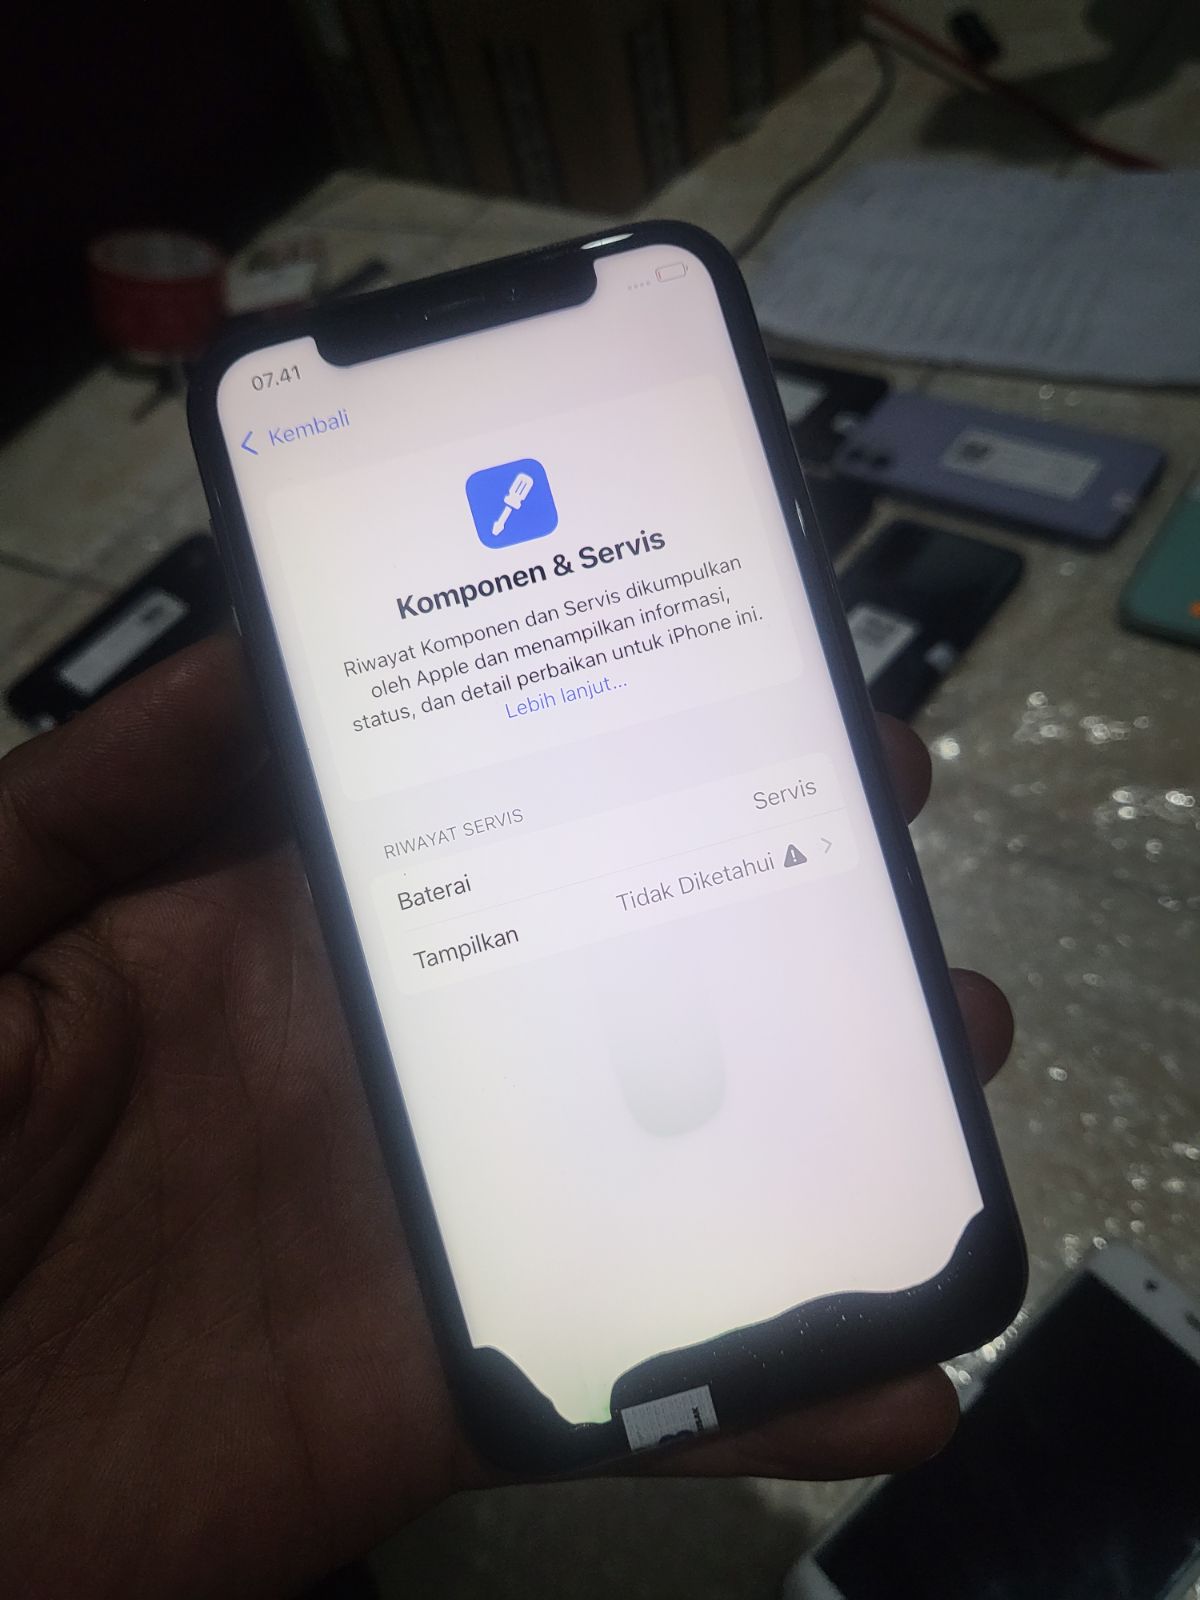 07.41
Kembali
Komponen & Servis
Riwayat Komponen dan Servis dikumpulkan
oleh Apple dan menampilkan informasi,
status, dan detail perbaikan untuk iPhone ini.
Lebih lanjut...
RIWAYAT SERVIS
Baterai Servis
Tampilkan Tidak Diketahui